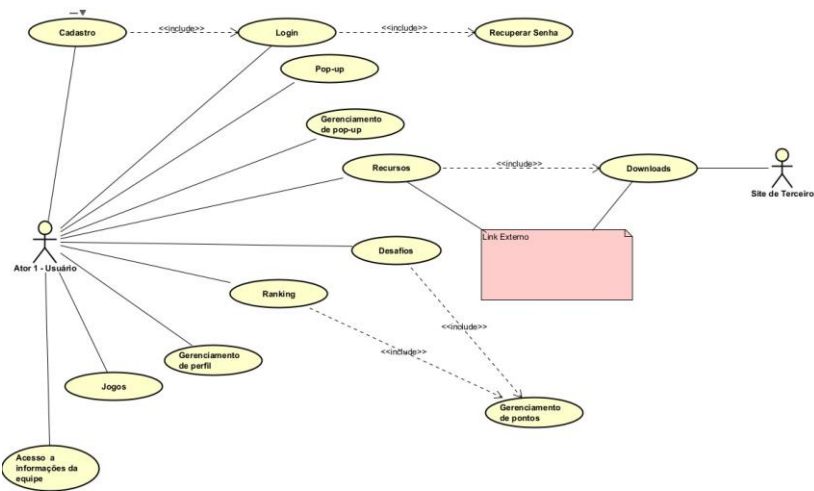 Cadastro
<<include>>
Login
<<include>>
Recuperar Senha
Pop-up
Gerenciamento
de pop-up
Recursos
<<include>>
Downloads
Site de Terceiro
Link Externo
Ator 1 - Usuário
Desafios
Ranking
<<include>>
<<include>>
Gerenciamento
de perfil
Jogos
Gerenciamento
de pontos
Acesso a
informações da
equipe